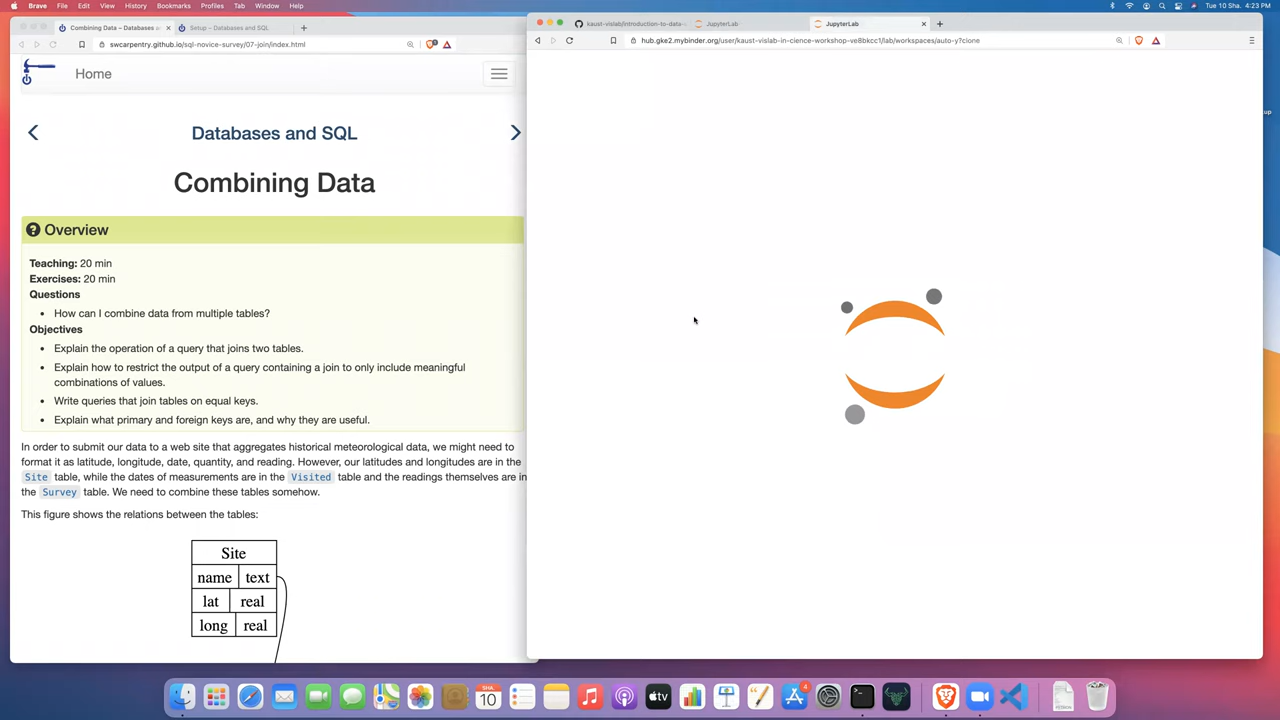 Brave File Edit View History Bookmarks Profiles Tab Window Help
Tue 10 Sha. 4:23 PM
Combining Data – Databases a
Setup – Databases and SQL
swcarpentry.github.io/sql-novice-survey/07-join/index.html
Home
Databases and SQL
Combining Data
Overview
Teaching: 20 min
Exercises: 20 min
Questions
• How can I combine data from multiple tables?
Objectives
• Explain the operation of a query that joins two tables.
• Explain how to restrict the output of a query containing a join to only include meaningful
combinations of values.
• Write queries that join tables on equal keys.
• Explain what primary and foreign keys are, and why they are useful.
In order to submit our data to a web site that aggregates historical meteorological data, we might need to
format it as latitude, longitude, date, quantity, and reading. However, our latitudes and longitudes are in the
Site table, while the dates of measurements are in the Visited table and the readings themselves are in
the Survey table. We need to combine these tables somehow.
This figure shows the relations between the tables:
Site
name text
lat real
long real
kaust-vislab/introduction-to-data-
JupyterLab
JupyterLab
hub.gke2.mybinder.org/user/kaust-vislab-in-cience-workshop-ve8bkcc1/lab/workspaces/auto-y?clone
up
SHA
10
tv
4